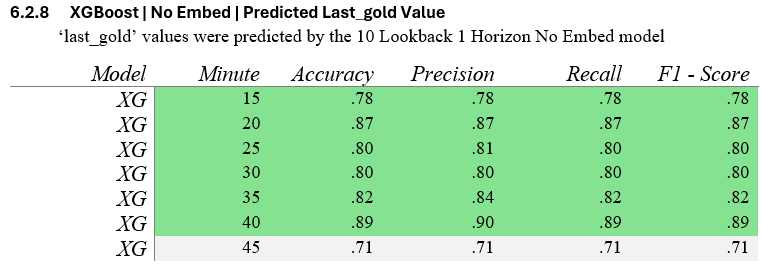 6.2.8 XGBoost | No Embed | Predicted Last_gold Value
‘last_gold’ values were predicted by the 10 Lookback 1 Horizon No Embed model
Model Minute Accuracy Precision Recall F1 - Score
XG 15 .78 .78 .78 .78
XG 20 .87 .87 .87 .87
XG 25 .80 .81 .80 .80
XG 30 .80 .80 .80 .80
XG 35 .82 .84 .82 .82
XG 40 .89 .90 .89 .89
XG 45 .71 .71 .71 .71